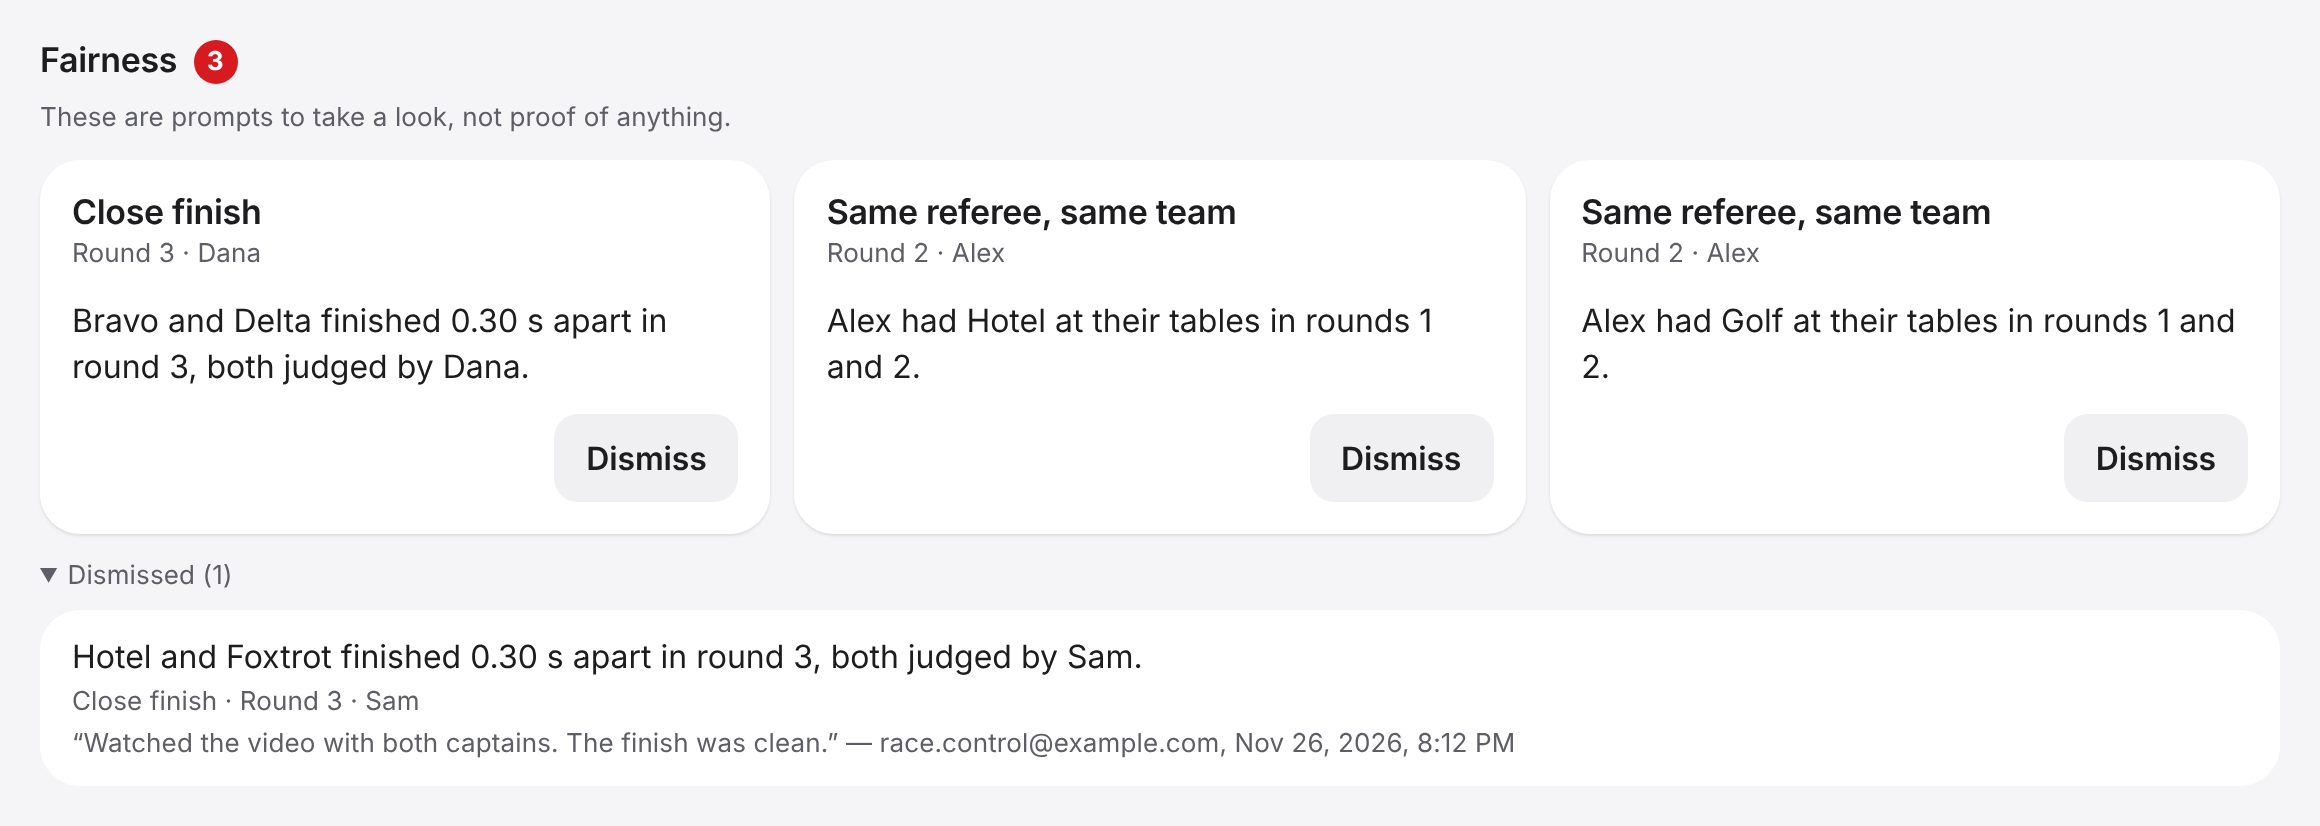 Fairness 3
These are prompts to take a look, not proof of anything.
Close finish
Round 3 · Dana
Bravo and Delta finished 0.30 s apart in
round 3, both judged by Dana.
Dismiss
Same referee, same team
Round 2 · Alex
Alex had Hotel at their tables in rounds 1
and 2.
Dismiss
Same referee, same team
Round 2 · Alex
Alex had Golf at their tables in rounds 1 and
2.
Dismiss
▼ Dismissed (1)
Hotel and Foxtrot finished 0.30 s apart in round 3, both judged by Sam.
Close finish · Round 3 · Sam
“Watched the video with both captains. The finish was clean.” — race.control@example.com, Nov 26, 2026, 8:12 PM